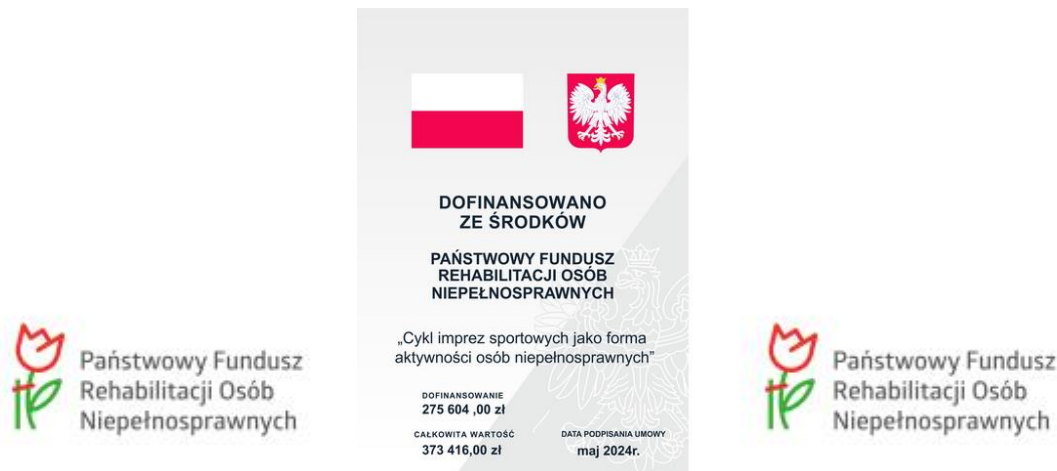 DOFINANSOWANO
ZE ŚRODKÓW
PAŃSTWOWY FUNDUSZ
REHABILITACJI OSÓB
NIEPEŁNOSPRAWNYCH
„Cykl imprez sportowych jako forma
aktywności osób niepełnosprawnych”
DOFINANSOWANIE
275 604 ,00 zł
CAŁKOWITA WARTOŚĆ
373 416,00 zł
DATA PODPISANIA UMOWY
maj 2024r.
Państwowy Fundusz
Rehabilitacji Osób
Niepełnosprawnych
Państwowy Fundusz
Rehabilitacji Osób
Niepełnosprawnych